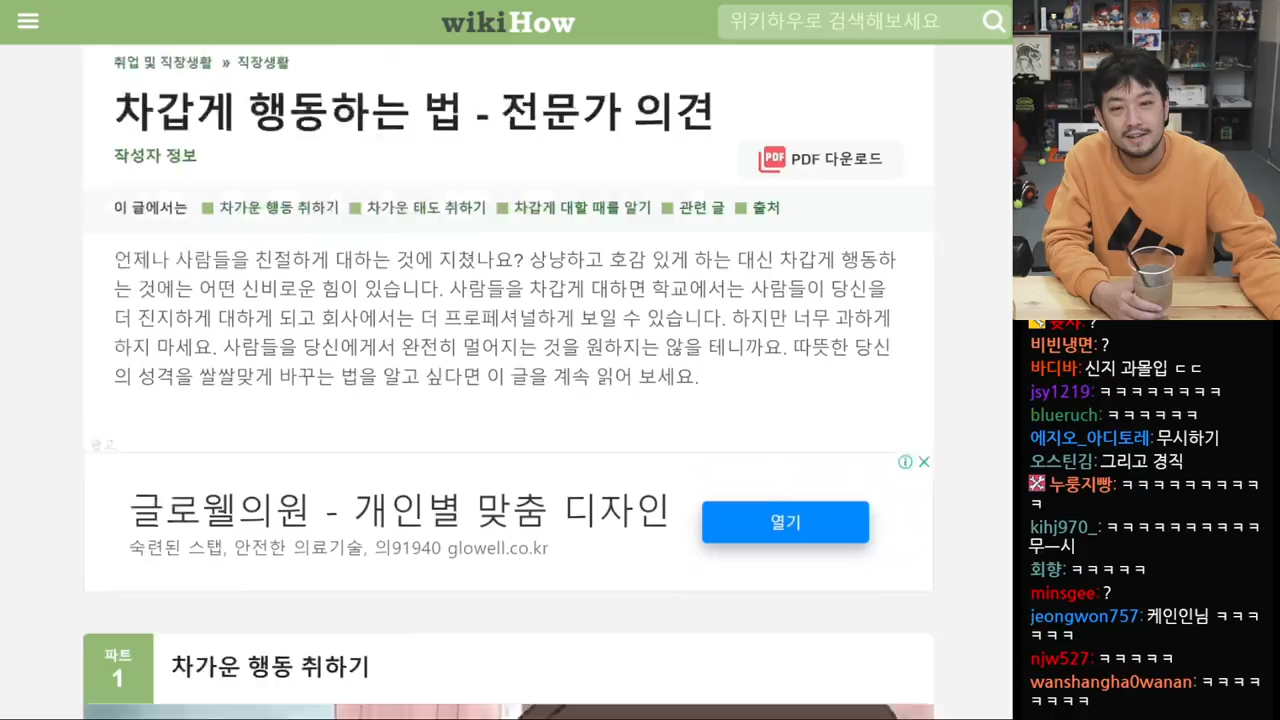 wikiHow
위키하우로 검색해보세요
취업 및 직장생활 » 직장생활
차갑게 행동하는 법 - 전문가 의견
작성자 정보
PDF PDF 다운로드
이 글에서는 차가운 행동 취하기 차가운 태도 취하기 차갑게 대할 때를 알기 관련 글 출처
언제나 사람들을 친절하게 대하는 것에 지쳤나요? 상냥하고 호감 있게 하는 대신 차갑게 행동하
는 것에는 어떤 신비로운 힘이 있습니다. 사람들을 차갑게 대하면 학교에서는 사람들이 당신을
더 진지하게 대하게 되고 회사에서는 더 프로페셔널하게 보일 수 있습니다. 하지만 너무 과하게
하지 마세요. 사람들을 당신에게서 완전히 멀어지는 것을 원하지는 않을 테니까요. 따뜻한 당신
의 성격을 쌀쌀맞게 바꾸는 법을 알고 싶다면 이 글을 계속 읽어 보세요.
광고
글로웰의원 - 개인별 맞춤 디자인
숙련된 스탭, 안전한 의료기술, 의91940 glowell.co.kr
열기
파트
1
차가운 행동 취하기
?
비빈냉면: ?
바디바: 신지 과몰입 ㄷㄷ
jsy1219: ㅋㅋㅋㅋㅋㅋㅋㅋ
blueruch: ㅋㅋㅋㅋㅋㅋ
에지오_아디토레: 무시하기
오스틴김: 그리고 경직
누룽지빵: ㅋㅋㅋㅋㅋㅋㅋㅋㅋ
ㅋ
kihj970_: ㅋㅋㅋㅋㅋㅋㅋㅋㅋㅋ
무—시
회향: ㅋㅋㅋㅋㅋ
minsgee: ?
jeongwon757: 케인인님 ㅋㅋㅋ
ㅋㅋㅋ
njw527: ㅋㅋㅋㅋㅋ
wanshangha0wanan: ㅋㅋㅋㅋ
ㅋㅋㅋㅋ